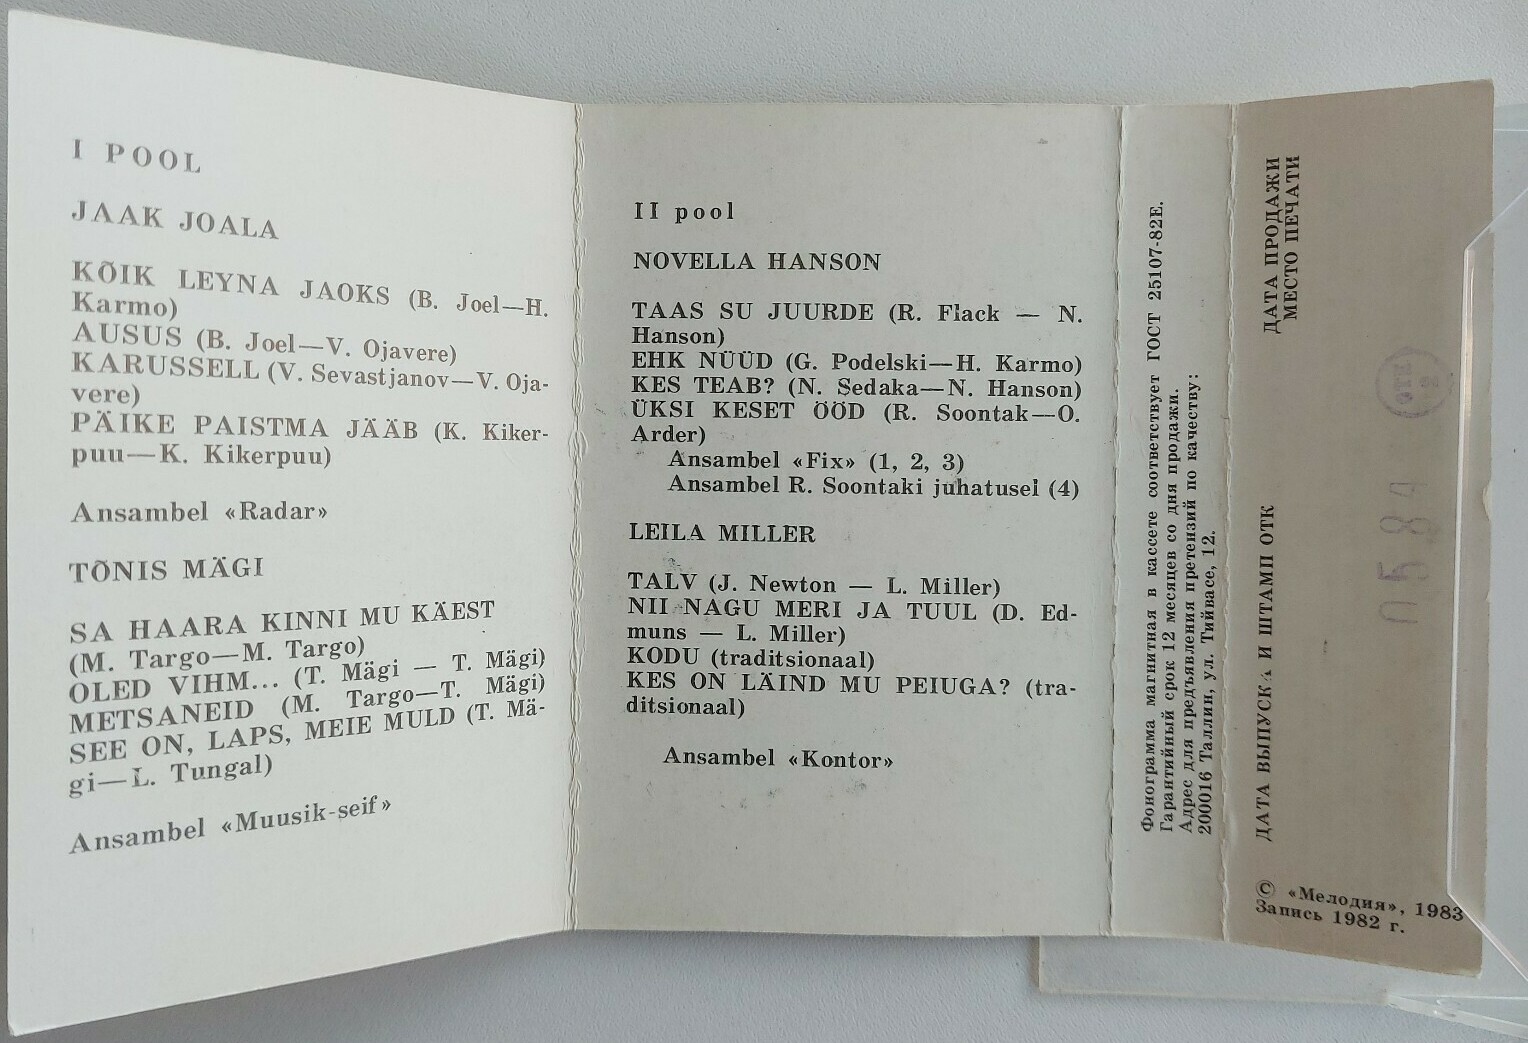 I POOL
JAAK JOALA
KÕIK LEYNA JAOKS (B. Joel—H.
Karmo)
AUSUS (B. Joel—V. Ojavere)
KARUSSELL (V. Sevastjanov—V. Oja-
vere)
PÄIKE PAISTMA JÄÄB (K. Kiker-
puu—K. Kikerpuu)
Ansambel «Radar»
TÕNIS MÄGI
SA HAARA KINNI MU KÄEST
(M. Targo—M. Targo)
OLED VIHM... (T. Mägi — T. Mägi)
METSANEID (M. Targo—T. Mägi)
SEE ON, LAPS, MEIE MULD (T. Mä-
gi—L. Tungal)
Ansambel «Muusik-seif»
II pool
NOVELLA HANSON
TAAS SU JUURDE (R. Flack — N.
Hanson)
EHK NÜÜD (G. Podelski—H. Karmo)
KES TEAB? (N. Sedaka—N. Hanson)
ÜKSI KESET ÖÖD (R. Soontak—O.
Arder)
Ansambel «Fix» (1, 2, 3)
Ansambel R. Soontaki juhatusel (4)
LEILA MILLER
TALV (J. Newton — L. Miller)
NII NAGU MERI JA TUUL (D. Ed-
muns — L. Miller)
KODU (traditsionaal)
KES ON LÄIND MU PEIUGA? (tra-
ditsionaal)
Ansambel «Kontor»
Фонограмма магнитная в кассете соответствует ГОСТ 25107-82Е.
Гарантийный срок 12 месяцев со дня продажи.
Адрес для предъявления претензий по качеству:
200016 Таллин, ул. Тийвасе, 12.
ДАТА ВЫПУСКА И ШТАМП ОТК
ДАТА ПРОДАЖИ
МЕСТО ПЕЧАТИ
© «Мелодия», 1983
Запись 1982 г.